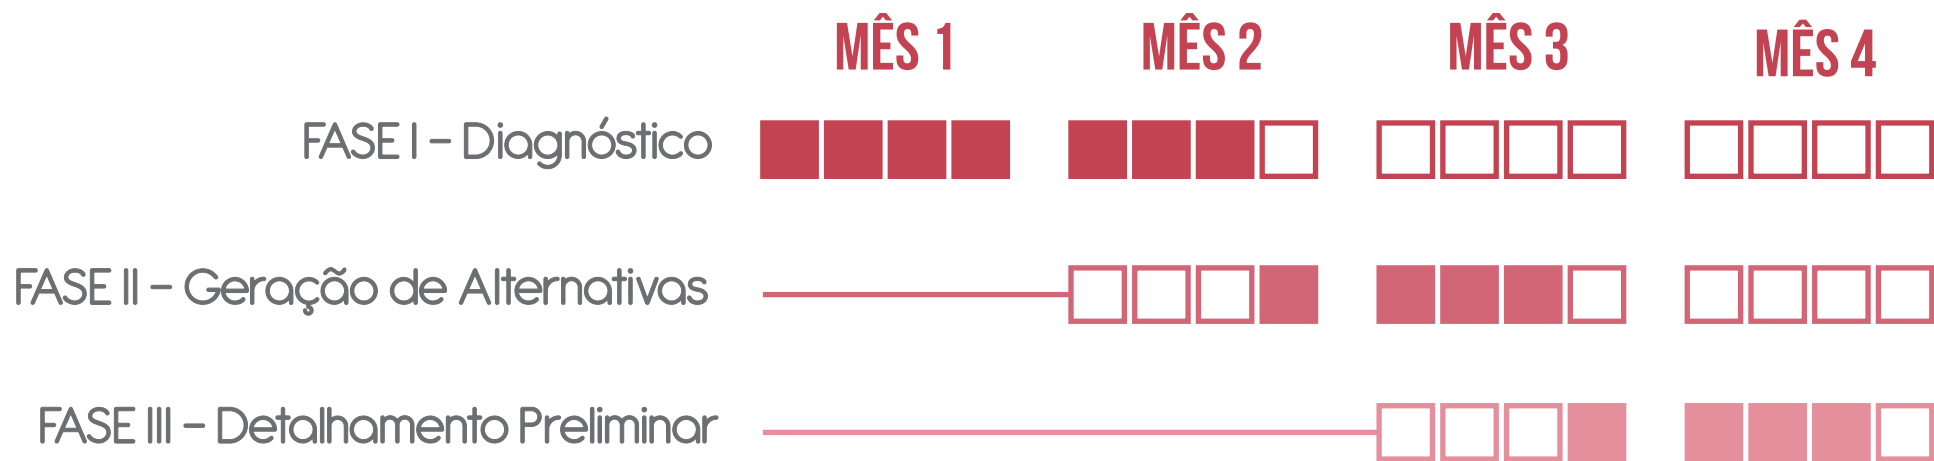 MÊS 1 MÊS 2 MÊS 3 MÊS 4
FASE I – Diagnóstico
FASE II – Geração de Alternativas
FASE III – Detalhamento Preliminar